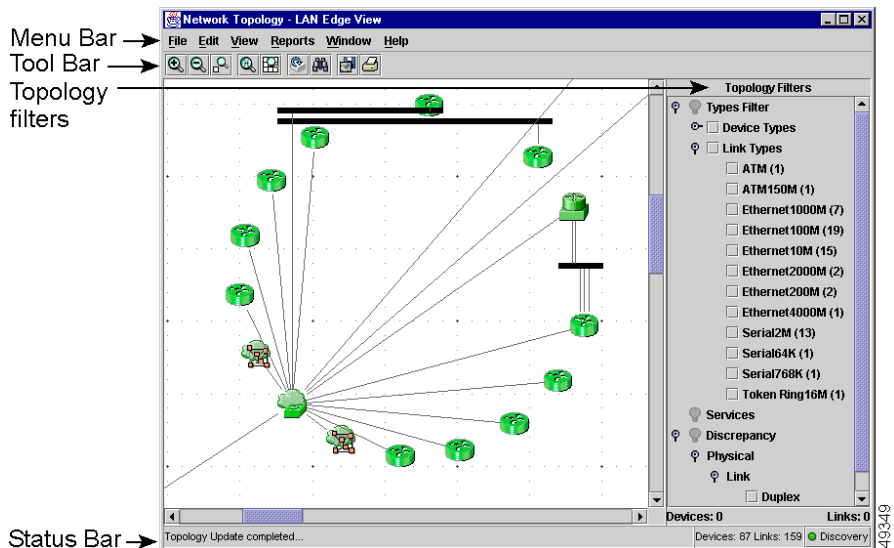 Network Topology - LAN Edge View
Menu Bar
File Edit View Reports Window Help
Tool Bar
Topology filters
Topology Filters
Types Filter
Device Types
Link Types
ATM (1)
ATM150M (1)
Ethernet1000M (7)
Ethernet100M (19)
Ethernet10M (15)
Ethernet2000M (2)
Ethernet200M (2)
Ethernet4000M (1)
Serial2M (13)
Serial64K (1)
Serial768K (1)
Token Ring16M (1)
Services
Discrepancy
Physical
Link
Duplex
Devices: 0 Links: 0
Status Bar
Topology Update completed...
Devices: 87 Links: 159 Discovery
49349